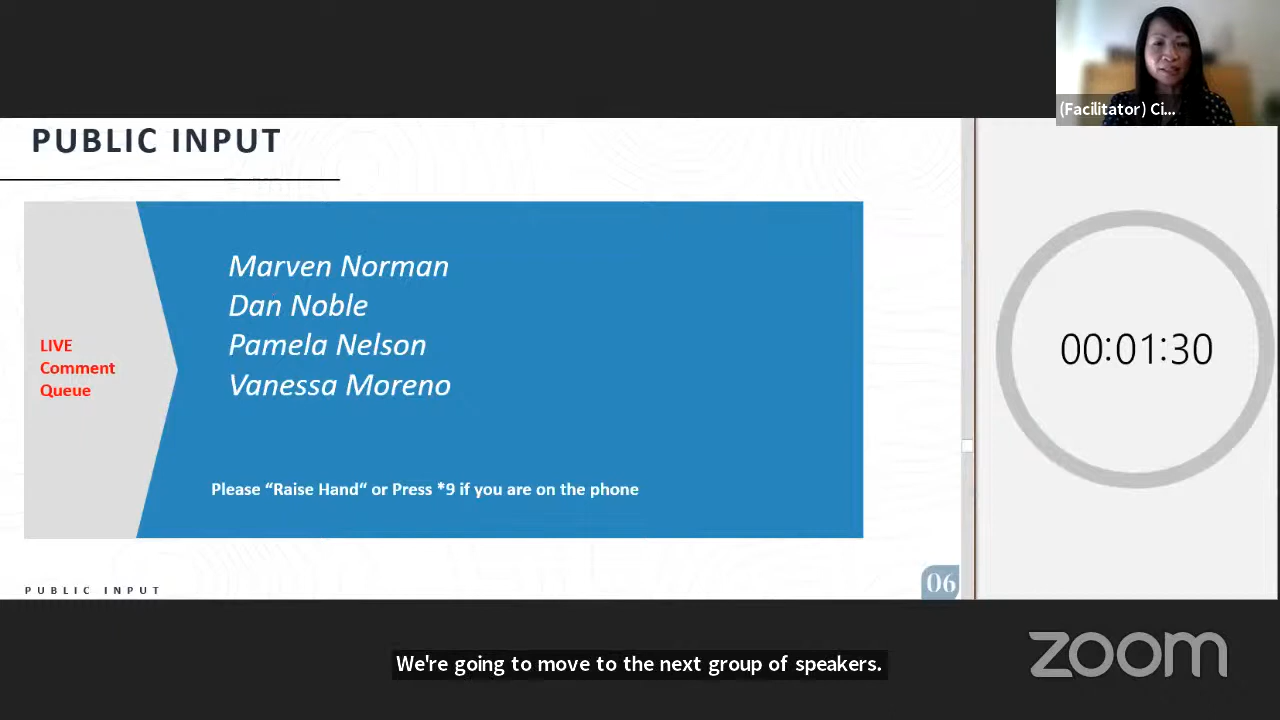 (Facilitator) Ci...
PUBLIC INPUT
Marven Norman
Dan Noble
Pamela Nelson
Vanessa Moreno
LIVE
Comment
Queue
00:01:30
Please “Raise Hand“ or Press *9 if you are on the phone
PUBLIC INPUT
06
We're going to move to the next group of speakers.
zoom